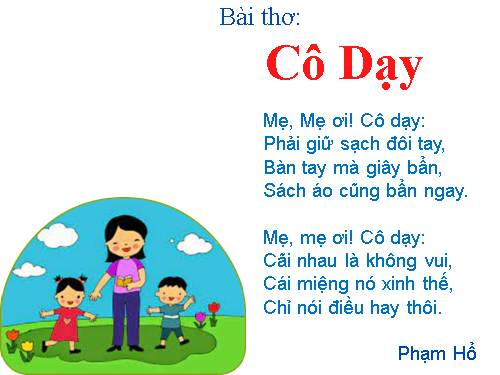 Bài thơ:
Cô Dạy
Mẹ, Mẹ ơi! Cô dạy:
Phải giữ sạch đôi tay,
Bàn tay mà giây bẩn,
Sách áo cũng bẩn ngay.
Mẹ, mẹ ơi! Cô dạy:
Cãi nhau là không vui,
Cái miệng nó xinh thế,
Chỉ nói điều hay thôi.
Phạm Hổ